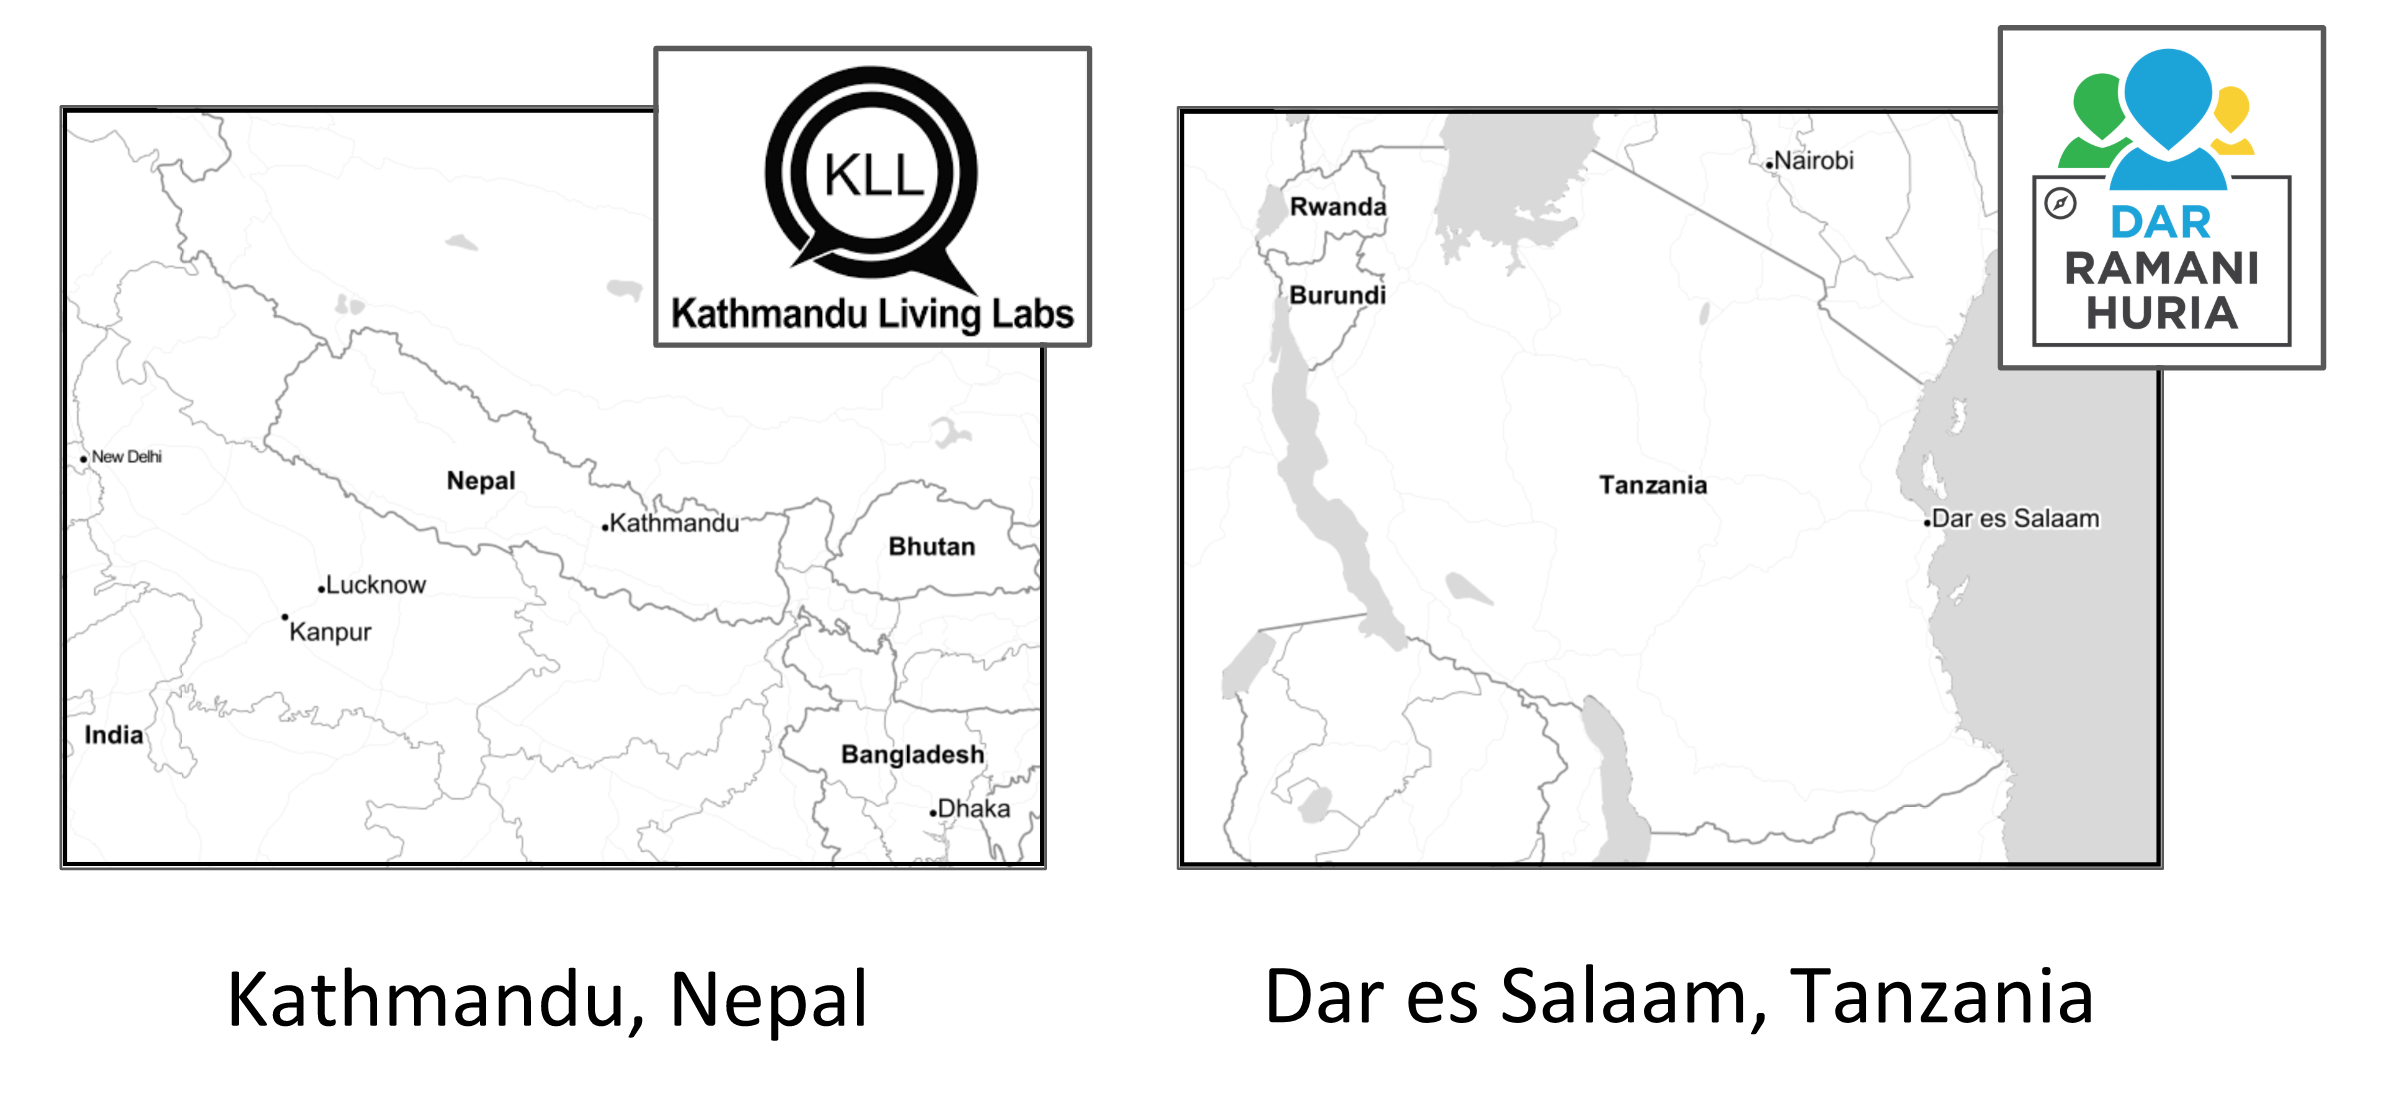 KLL
Kathmandu Living Labs
New Delhi
Nepal
Kathmandu
Bhutan
Lucknow
Kanpur
India
Bangladesh
Dhaka
Kathmandu, Nepal
DAR
RAMANI
HURIA
Nairobi
Rwanda
Burundi
Tanzania
Dar es Salaam
Dar es Salaam, Tanzania